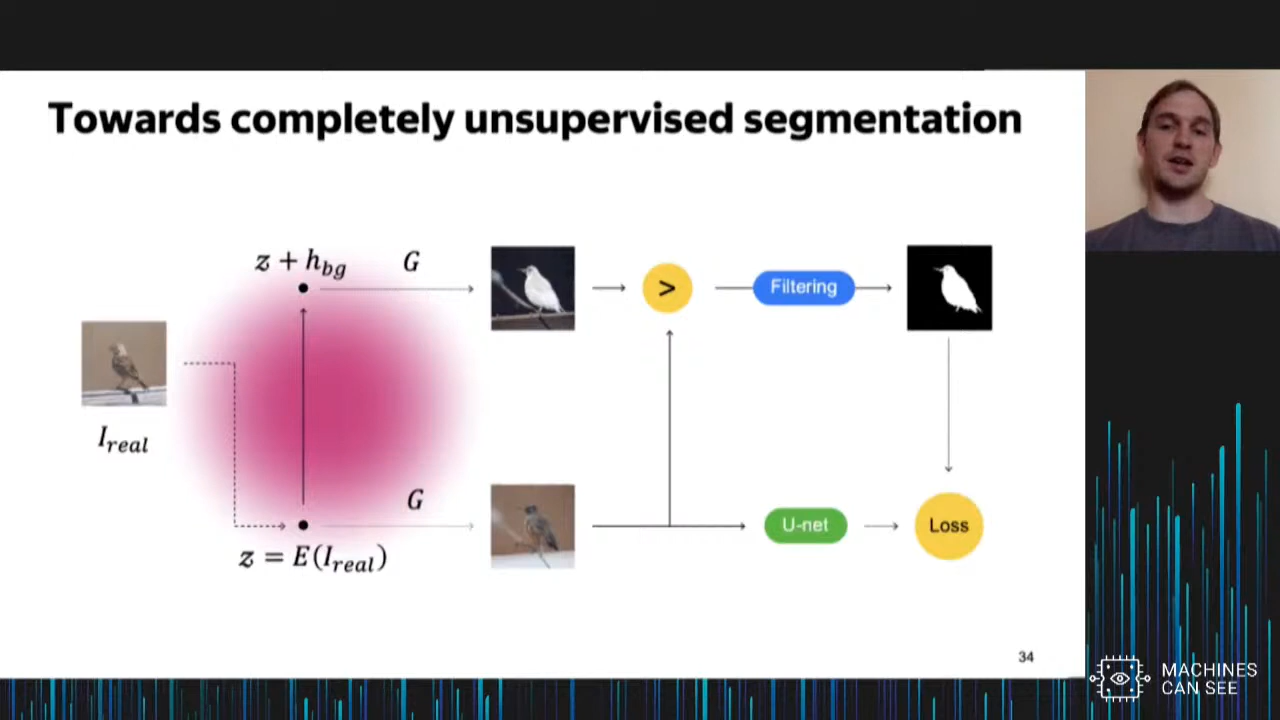 Towards completely unsupervised segmentation
z + h_bg
G
>
Filtering
I_real
G
z = E(I_real)
U-net
Loss
34
MACHINES
CAN SEE